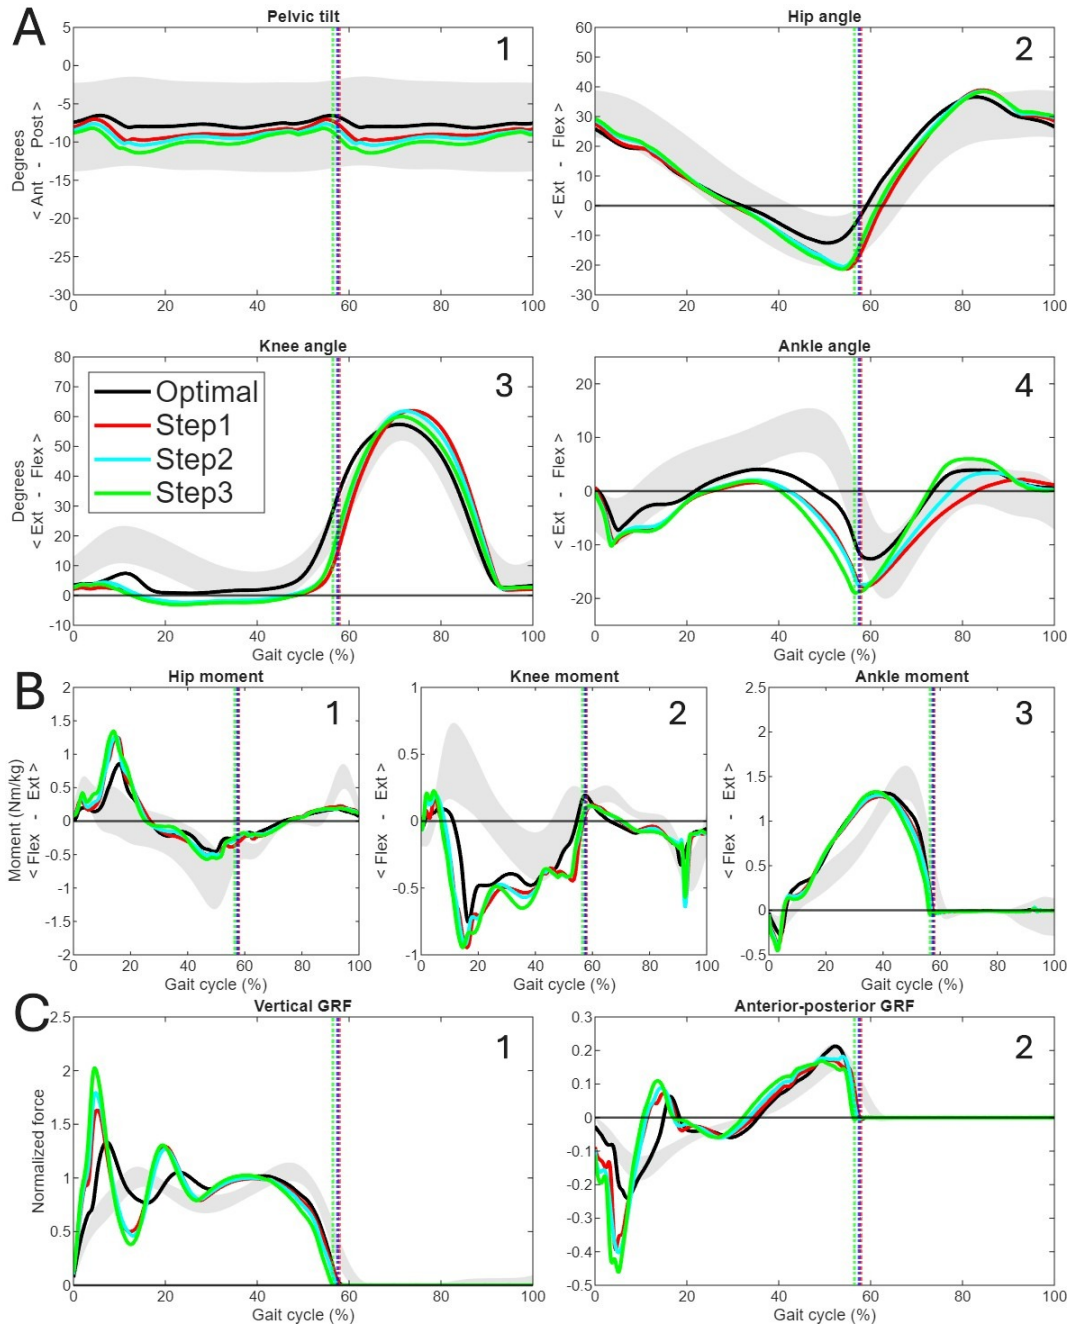 A
Pelvic tilt
1
5
0
-5
-10
-15
-20
-25
-30
0 20 40 60 80 100
Degrees
< Ant - Post >
Hip angle
2
60
50
40
30
20
10
0
-10
-20
-30
0 20 40 60 80 100
< Ext - Flex >
Knee angle
3
80
70
60
50
40
30
20
10
0
-10
0 20 40 60 80 100
Degrees
< Ext - Flex >
Gait cycle (%)
Optimal
Step1
Step2
Step3
Ankle angle
4
20
10
0
-10
-20
0 20 40 60 80 100
< Ext - Flex >
Gait cycle (%)
B
Hip moment
1
2
1.5
1
0.5
0
-0.5
-1
-1.5
-2
0 20 40 60 80 100
Moment (Nm/kg)
< Flex - Ext >
Gait cycle (%)
Knee moment
2
1
0.5
0
-0.5
-1
0 20 40 60 80 100
< Flex - Ext >
Gait cycle (%)
Ankle moment
3
2.5
2
1.5
1
0.5
0
-0.5
0 20 40 60 80 100
< Flex - Ext >
Gait cycle (%)
C
Vertical GRF
1
2.5
2
1.5
1
0.5
0
0 20 40 60 80 100
Normalized force
Gait cycle (%)
Anterior-posterior GRF
2
0.3
0.2
0.1
0
-0.1
-0.2
-0.3
-0.4
-0.5
0 20 40 60 80 100
Gait cycle (%)